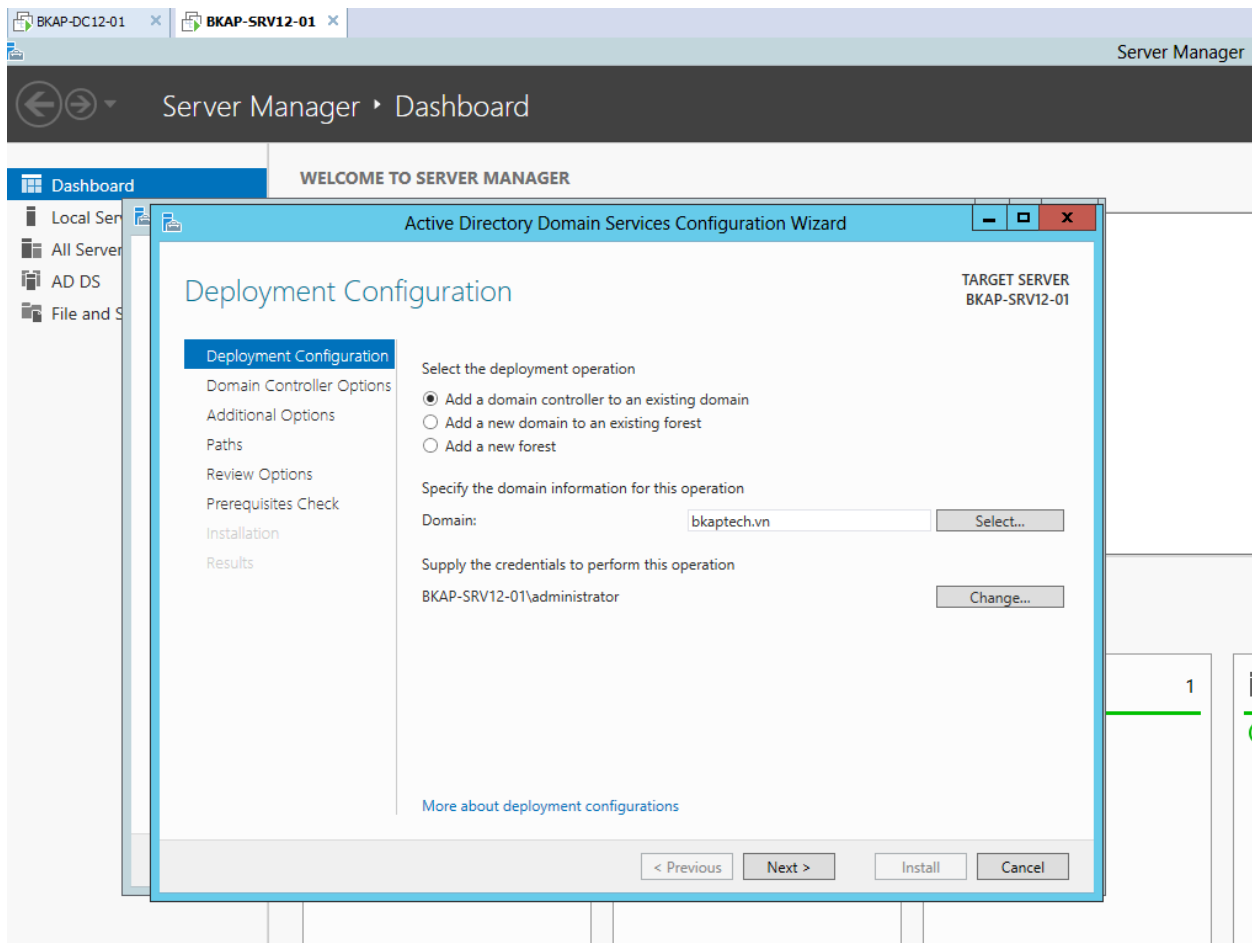 BKAP-DC12-01 × BKAP-SRV12-01 ×
Server Manager
Server Manager ‣ Dashboard
Dashboard
Local Ser
All Server
AD DS
File and S
WELCOME TO SERVER MANAGER
Active Directory Domain Services Configuration Wizard
Deployment Configuration
TARGET SERVER
BKAP-SRV12-01
Deployment Configuration
Domain Controller Options
Additional Options
Paths
Review Options
Prerequisites Check
Installation
Results
Select the deployment operation
Add a domain controller to an existing domain
Add a new domain to an existing forest
Add a new forest
Specify the domain information for this operation
Domain: bkaptech.vn Select...
Supply the credentials to perform this operation
BKAP-SRV12-01\administrator Change...
More about deployment configurations
< Previous Next > Install Cancel
1